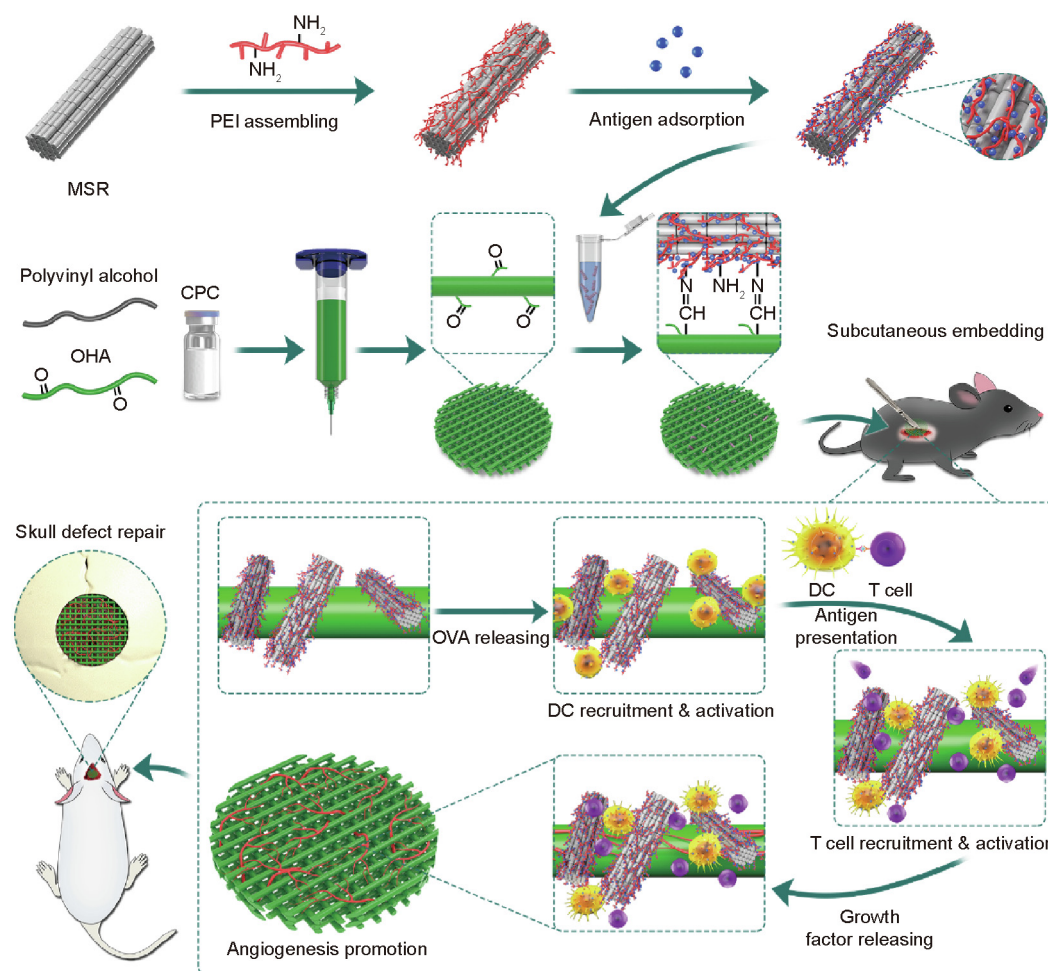 NH2
NH2
PEI assembling
Antigen adsorption
MSR
Polyvinyl alcohol
CPC
OHA
O
O
O
O
O
N
NH2
N
CH
CH
Subcutaneous embedding
Skull defect repair
OVA releasing
DC recruitment & activation
DC
T cell
Antigen
presentation
T cell recruitment & activation
Growth
factor releasing
Angiogenesis promotion